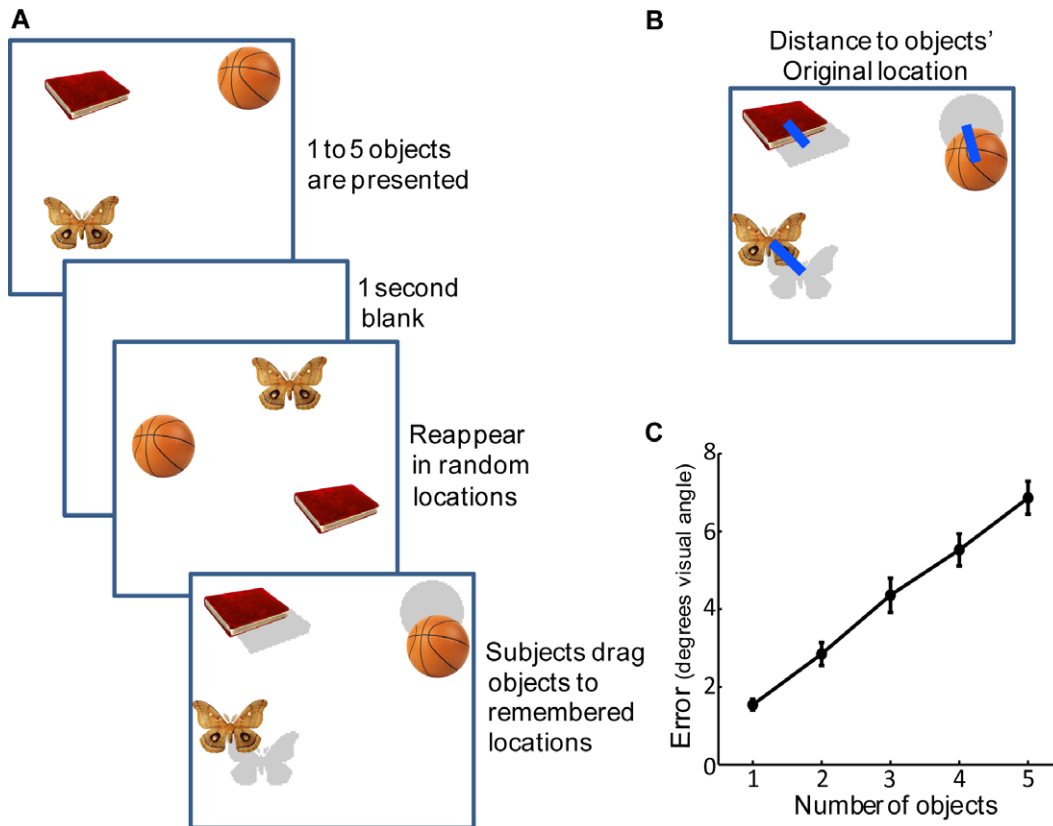 A
1 to 5 objects
are presented
1 second
blank
Reappear
in random
locations
Subjects drag
objects to
remembered
locations
B
Distance to objects’
Original location
C
Error (degrees visual angle)
8
6
4
2
0
1 2 3 4 5
Number of objects